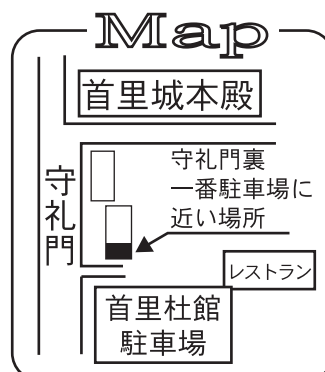 Map
首里城本殿
守礼門
守礼門裏
一番駐車場に
近い場所
レストラン
首里杜館
駐車場